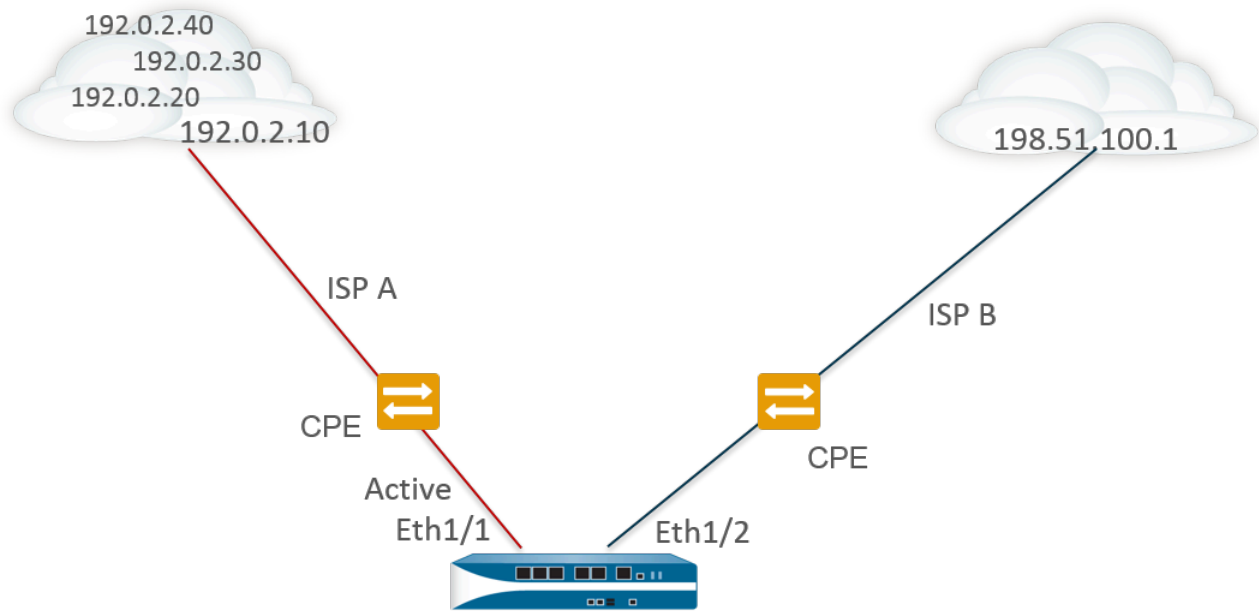 192.0.2.40
192.0.2.30
192.0.2.20
192.0.2.10
198.51.100.1
ISP A
ISP B
CPE
CPE
Active
Eth1/1
Eth1/2